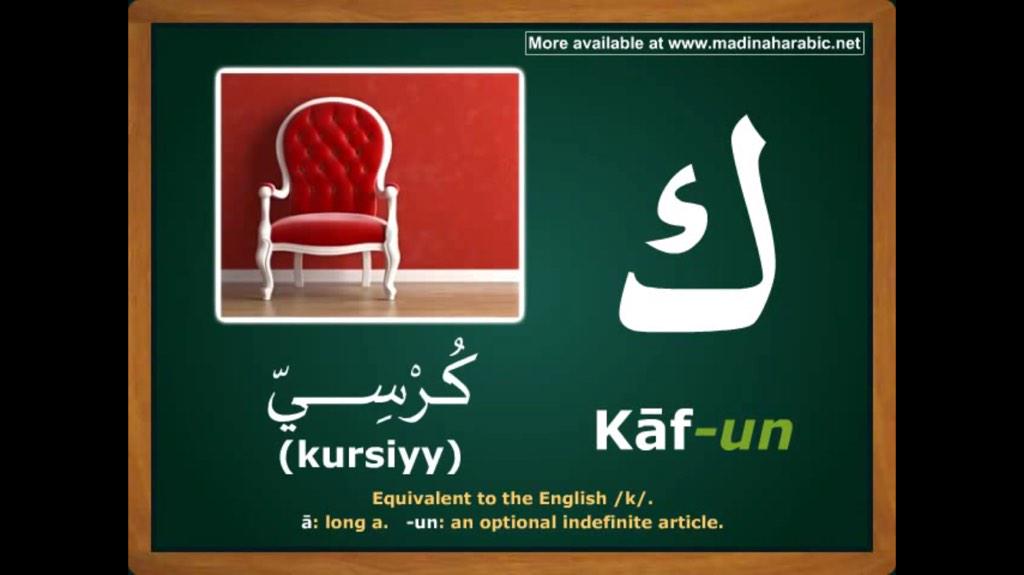 More available at www.madinaharabic.net
ك
Kāf-un
كُرْسِـــيّ
(kursiyy)
Equivalent to the English /k/.
ā: long a. -un: an optional indefinite article.